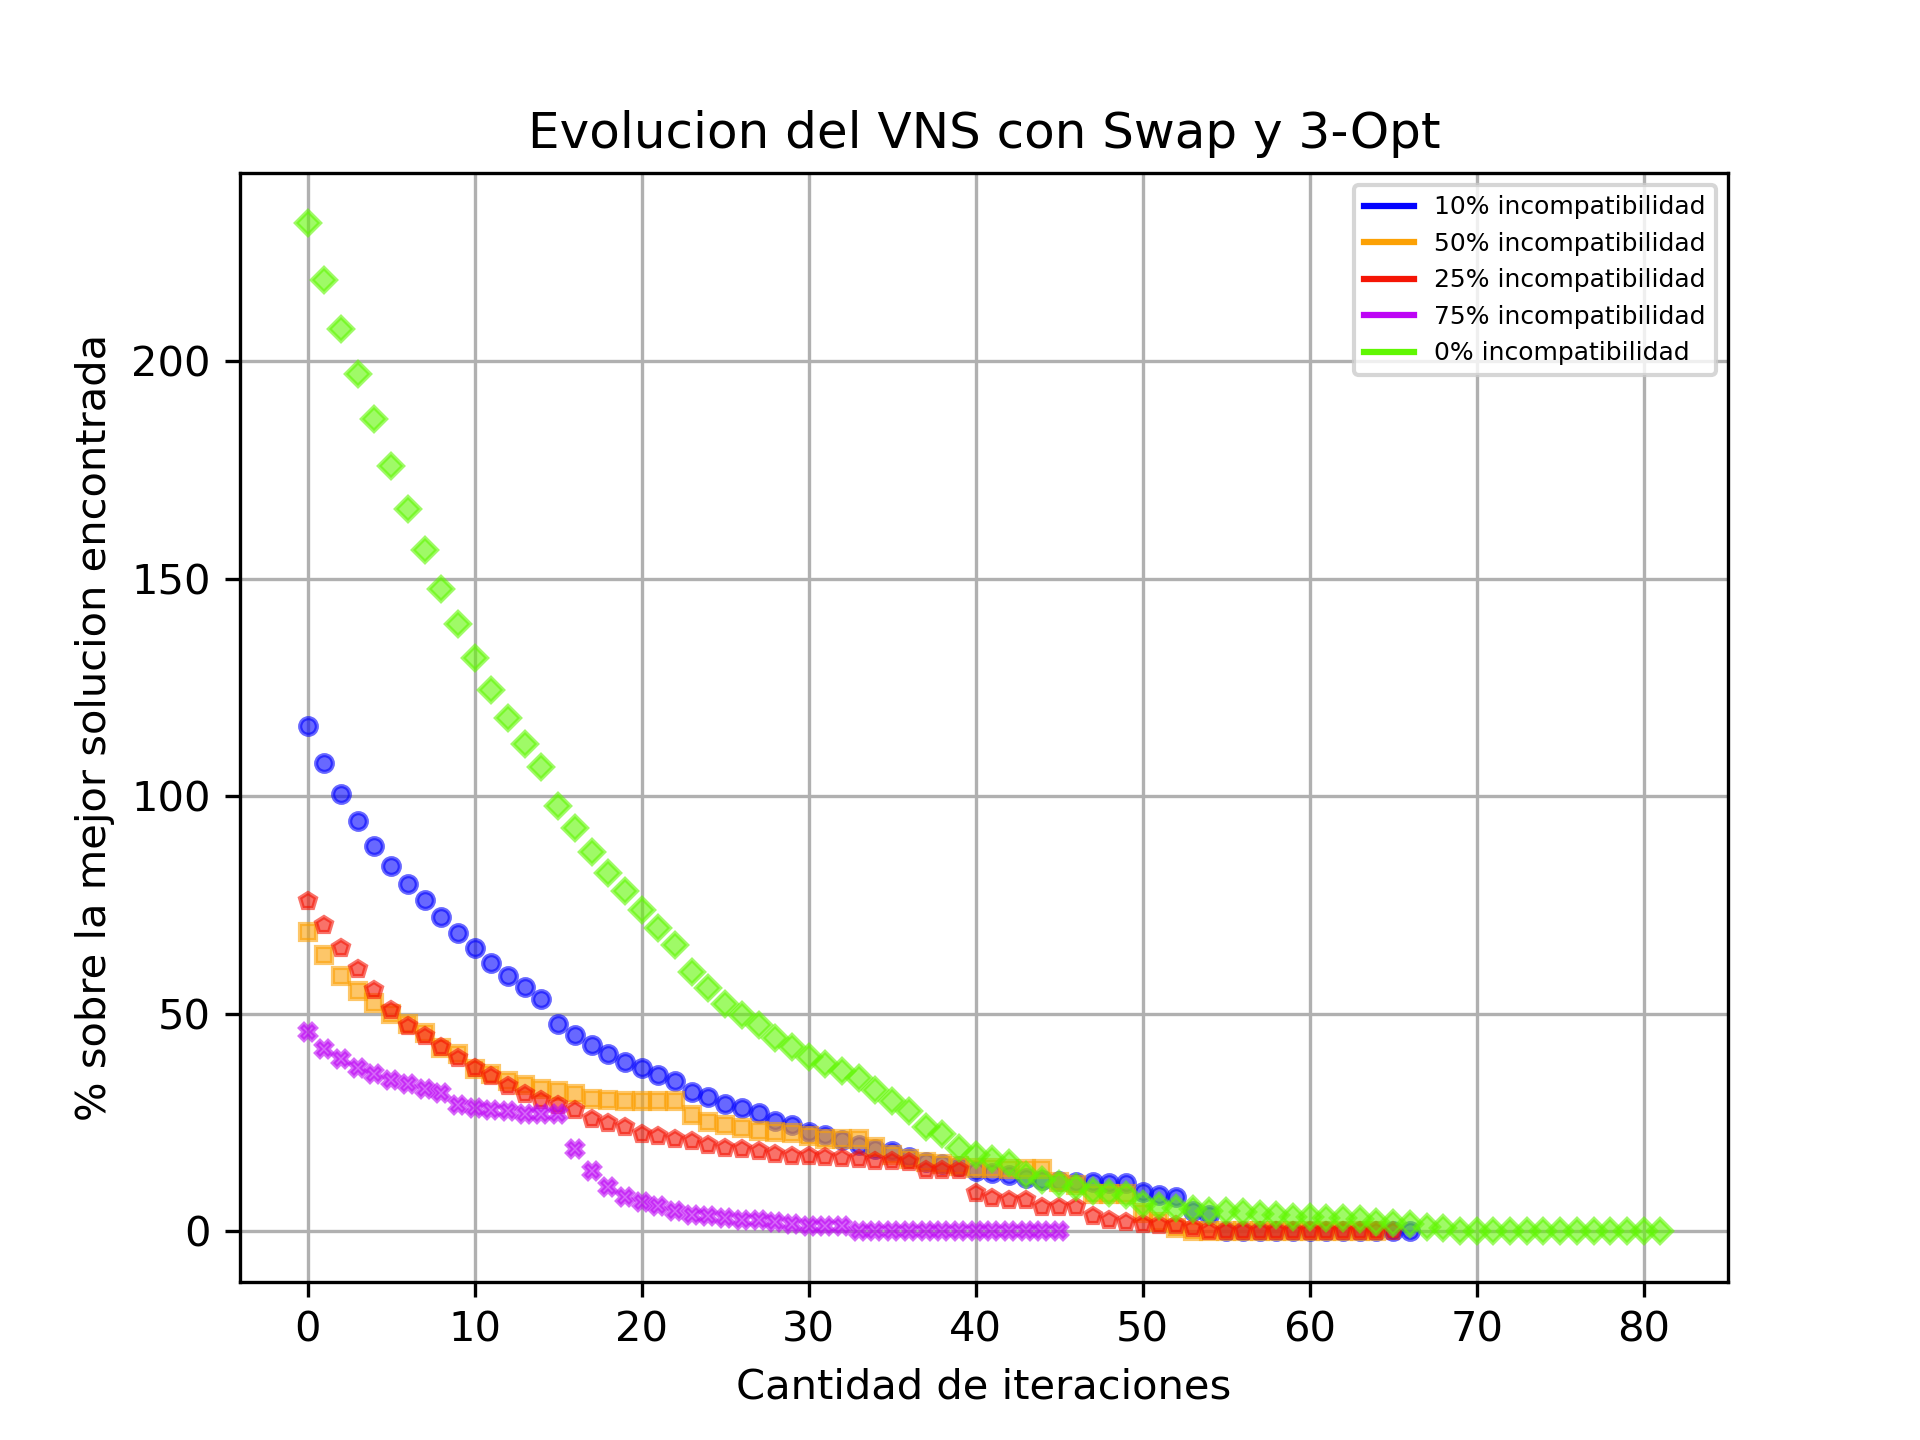 Evolucion del VNS con Swap y 3-Opt
10% incompatibilidad
50% incompatibilidad
25% incompatibilidad
75% incompatibilidad
0% incompatibilidad
% sobre la mejor solucion encontrada
200
150
100
50
0
0 10 20 30 40 50 60 70 80
Cantidad de iteraciones